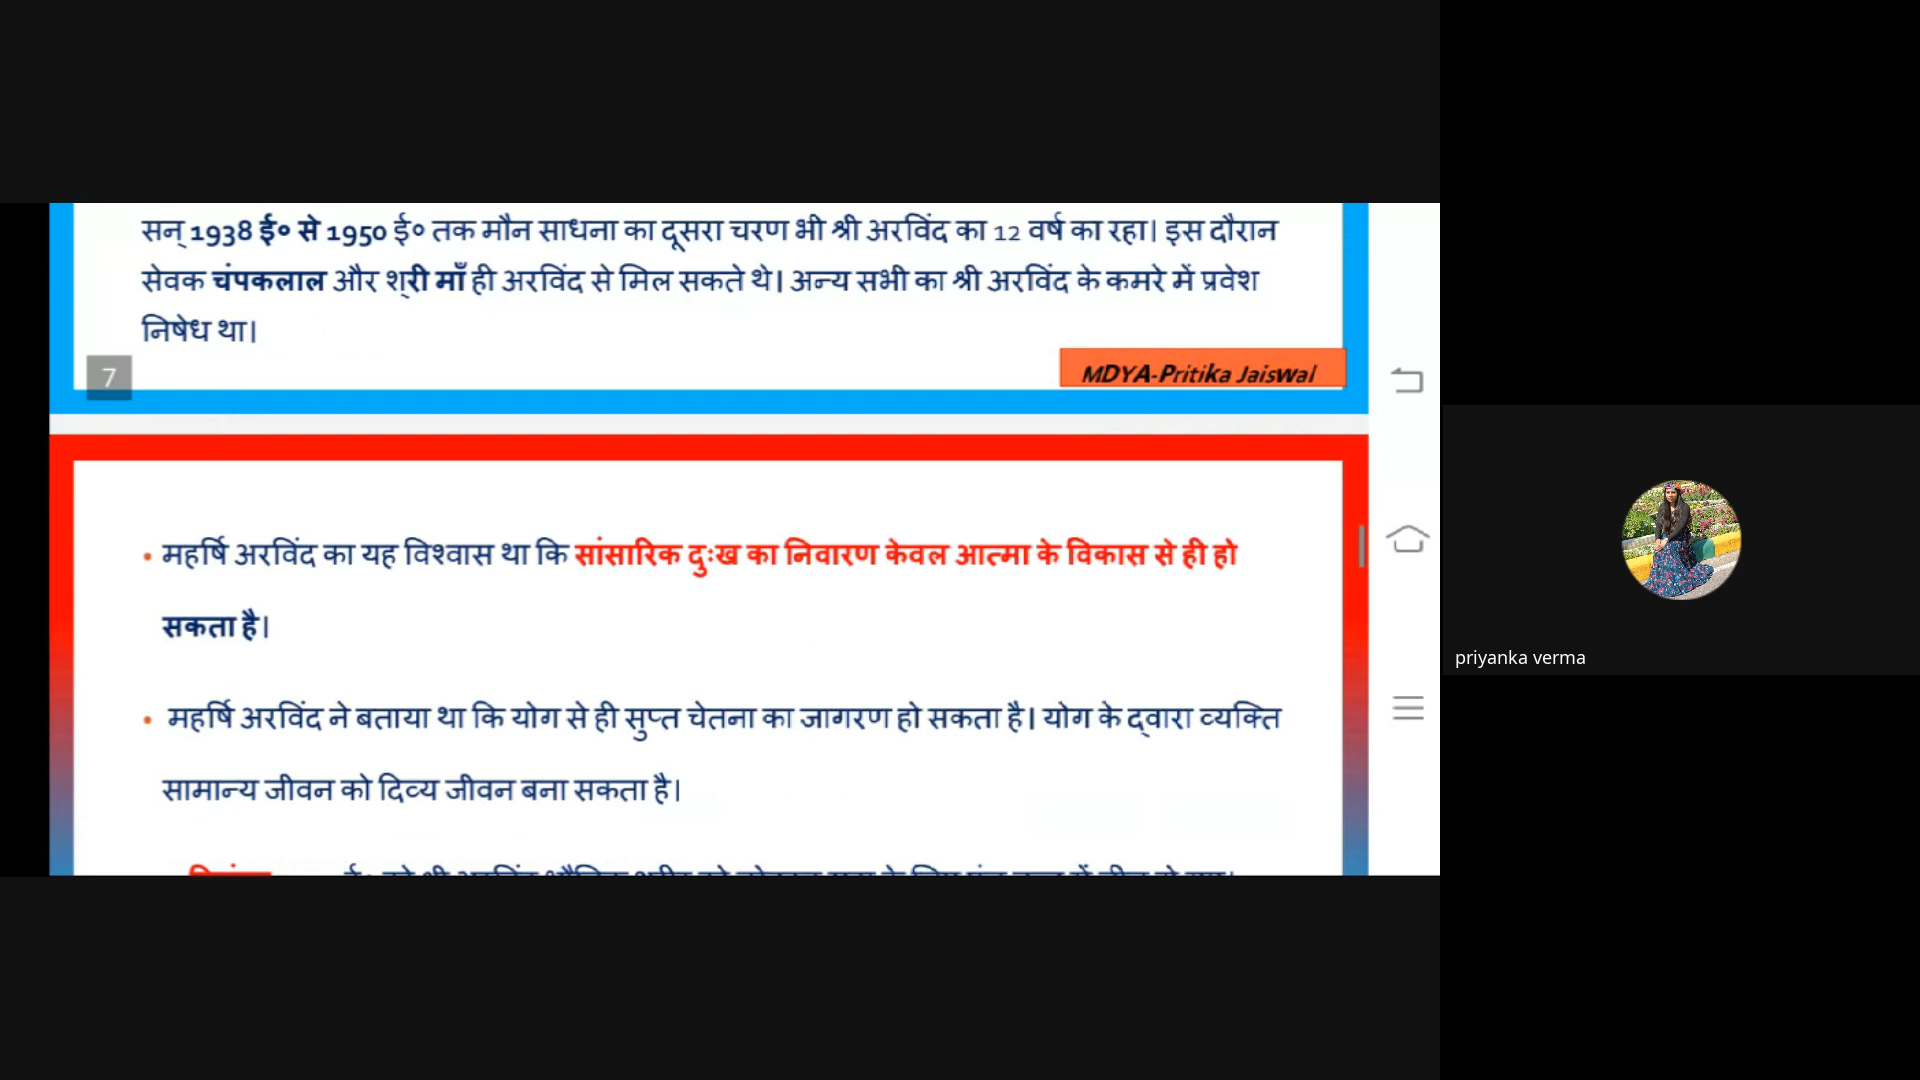 सन् 1938 ई० से 1950 ई० तक मौन साधना का दूसरा चरण भी श्री अरविंद का 12 वर्ष का रहा। इस दौरान
सेवक चंपकलाल और श्री माँ ही अरविंद से मिल सकते थे। अन्य सभी का श्री अरविंद के कमरे में प्रवेश
निषेध था।
7
MDYA-Pritika Jaiswal
• महर्षि अरविंद का यह विश्वास था कि सांसारिक दुःख का निवारण केवल आत्मा के विकास से ही हो
सकता है।
• महर्षि अरविंद ने बताया था कि योग से ही सुप्त चेतना का जागरण हो सकता है। योग के द्वारा व्यक्ति
सामान्य जीवन को दिव्य जीवन बना सकता है।
priyanka verma